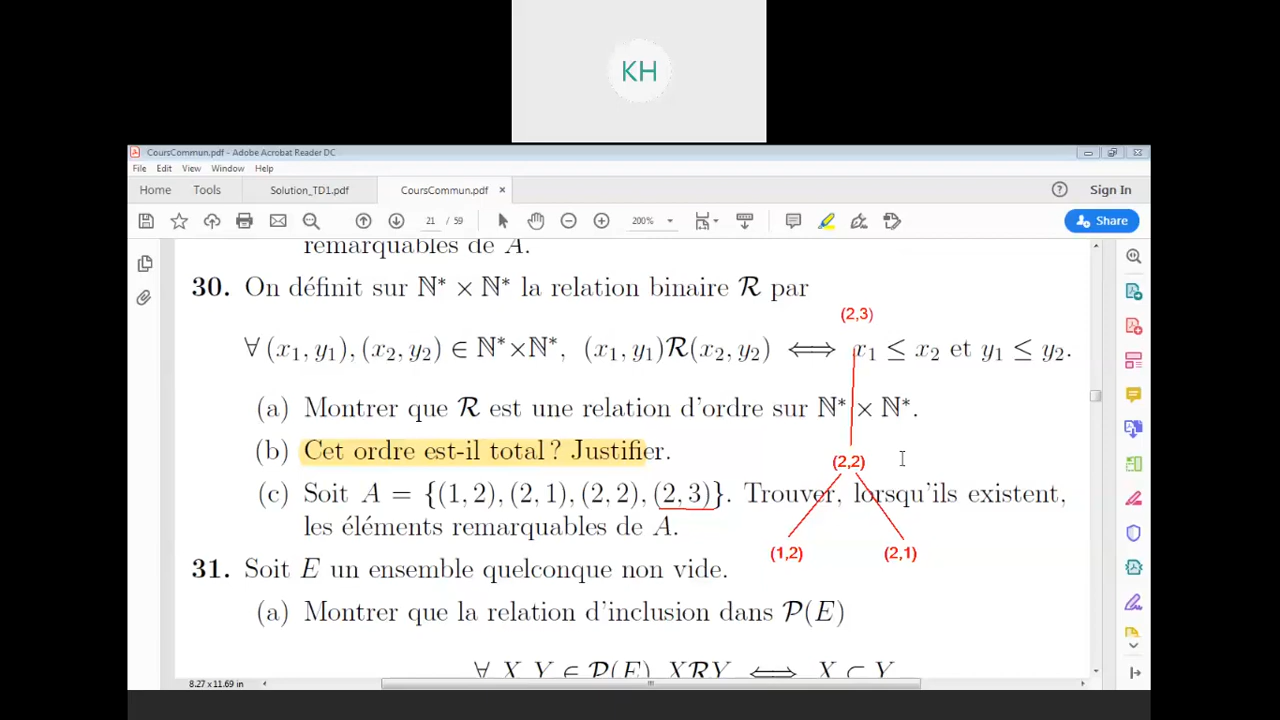 KH
CoursCommun.pdf - Adobe Acrobat Reader DC
File Edit View Window Help
Home Tools Solution_TD1.pdf CoursCommun.pdf × Sign In
21 / 59 200% Share
remarquables de A.
30. On définit sur ℕ* × ℕ* la relation binaire ℛ par
(2,3)
∀ (x₁, y₁), (x₂, y₂) ∈ ℕ*×ℕ*, (x₁, y₁)ℛ(x₂, y₂) ⟺ x₁ ≤ x₂ et y₁ ≤ y₂.
(a) Montrer que ℛ est une relation d'ordre sur ℕ* × ℕ*.
(b) Cet ordre est-il total ? Justifier.
(2,2)
(c) Soit A = {(1, 2), (2, 1), (2, 2), (2, 3)}. Trouver, lorsqu'ils existent,
les éléments remarquables de A.
(1,2) (2,1)
31. Soit E un ensemble quelconque non vide.
(a) Montrer que la relation d'inclusion dans 𝒫(E)
∀ X, Y ∈ 𝒫(E), XℛY ⟺ X ⊂ Y
8.27 x 11.69 in